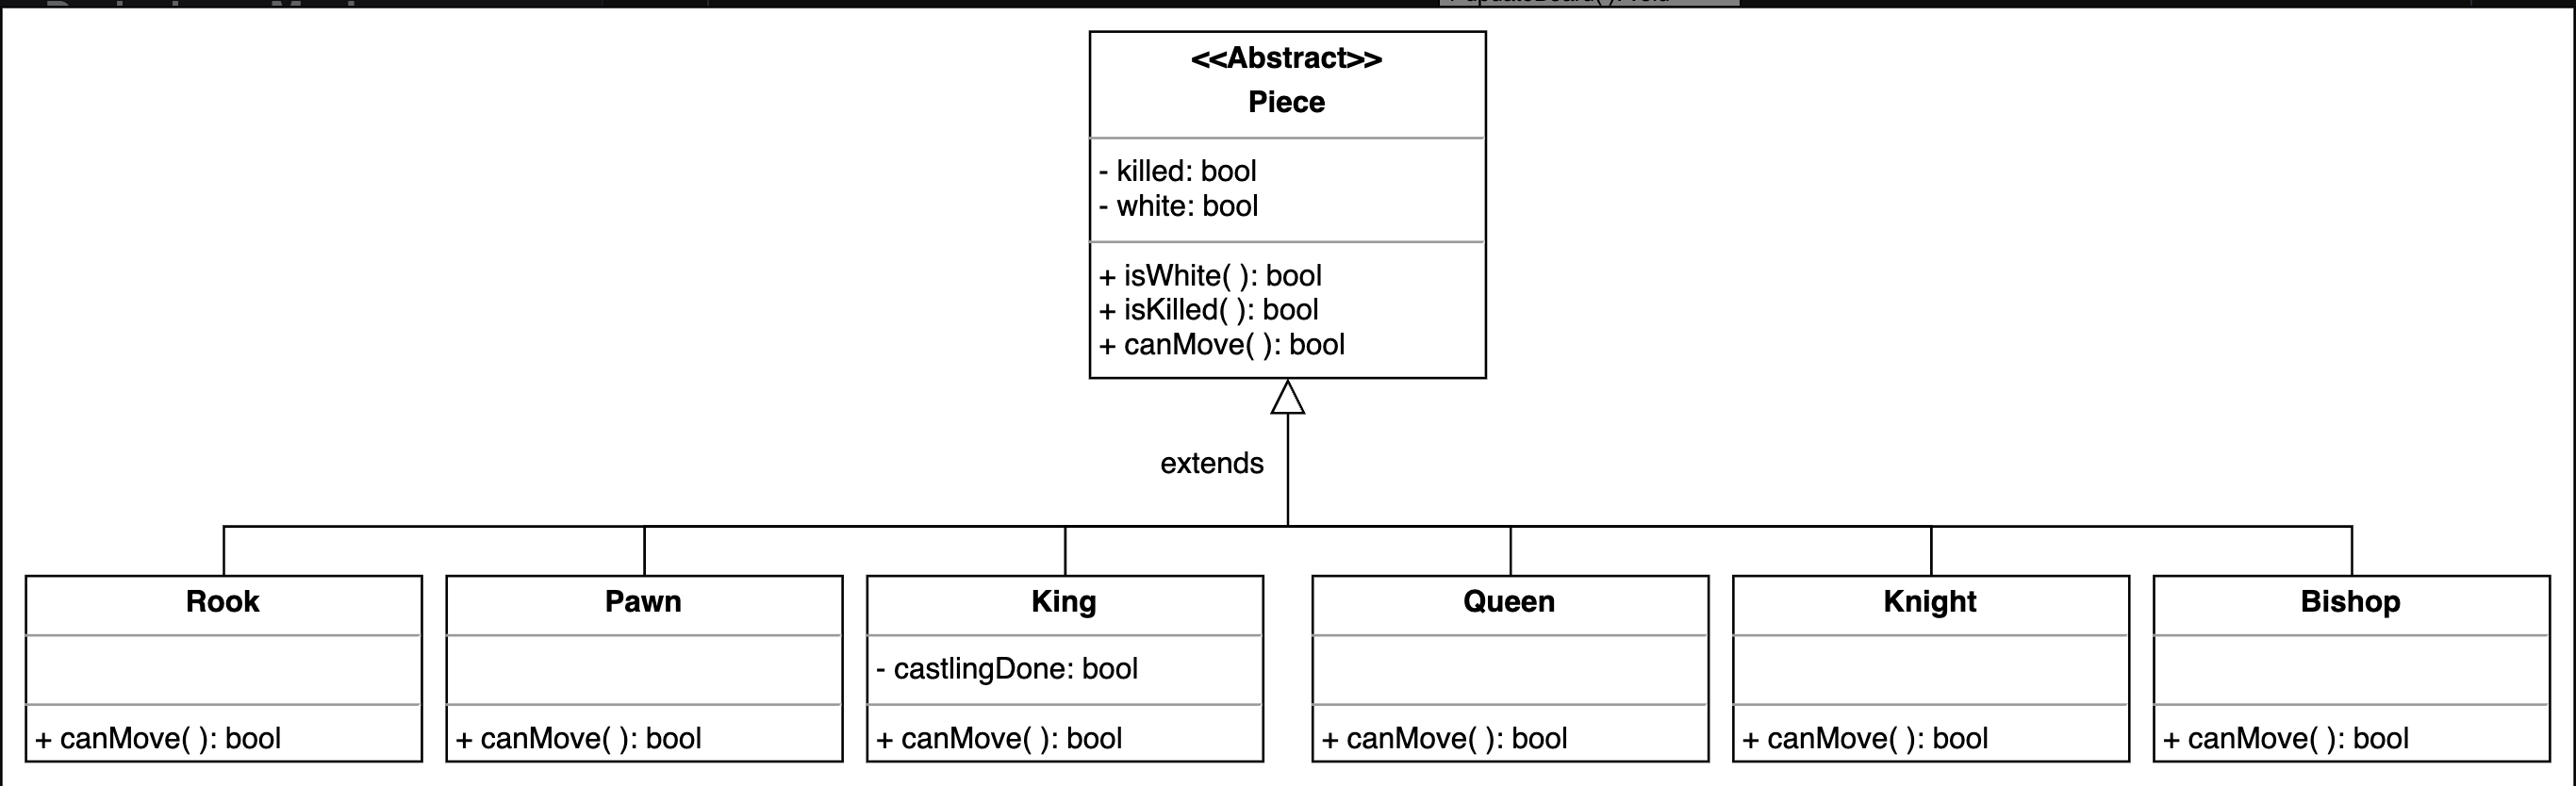 <<Abstract>>
Piece
- killed: bool
- white: bool
+ isWhite( ): bool
+ isKilled( ): bool
+ canMove( ): bool
extends
Rook
+ canMove( ): bool
Pawn
+ canMove( ): bool
King
- castlingDone: bool
+ canMove( ): bool
Queen
+ canMove( ): bool
Knight
+ canMove( ): bool
Bishop
+ canMove( ): bool